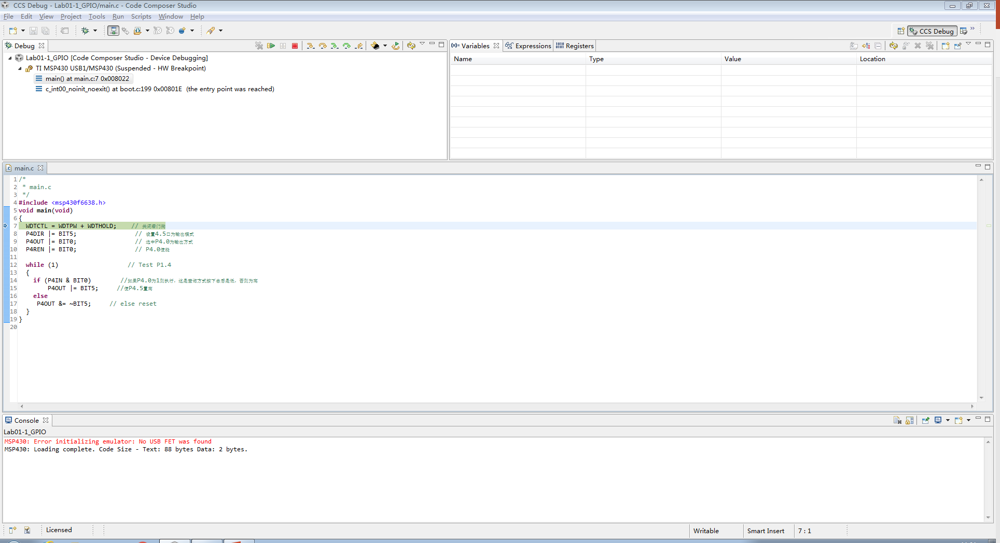 CCS Debug - Lab01-1_GPIO/main.c - Code Composer Studio
File Edit View Project Tools Run Scripts Window Help
CCS Debug
Debug
Lab01-1_GPIO [Code Composer Studio - Device Debugging]
TI MSP430 USB1/MSP430 (Suspended - HW Breakpoint)
main() at main.c:7 0x008022
c_int00_noinit_noexit() at boot.c:199 0x00801E (the entry point was reached)
(x)= Variables Expressions 1010 0101 Registers
Name Type Value Location
main.c
1 /*
2 * main.c
3 */
4 #include <msp430f6638.h>
5 void main(void)
6 {
7 WDTCTL = WDTPW + WDTHOLD; // 关闭看门狗
8 P4DIR |= BIT5; // 设置4.5口为输出模式
9 P4OUT |= BIT0; // 选中P4.0为输出方式
10 P4REN |= BIT0; // P4.0使能
11
12 while (1) // Test P1.4
13 {
14 if (P4IN & BIT0) //如果P4.0为1则执行，这是查询方式按下去后是低，否则为高
15 P4OUT |= BIT5; //使P4.5置高
16 else
17 P4OUT &= ~BIT5; // else reset
18 }
19 }
20
Console
Lab01-1_GPIO
MSP430: Error initializing emulator: No USB FET was found
MSP430: Loading complete. Code Size - Text: 88 bytes Data: 2 bytes.
Licensed Writable Smart Insert 7 : 1